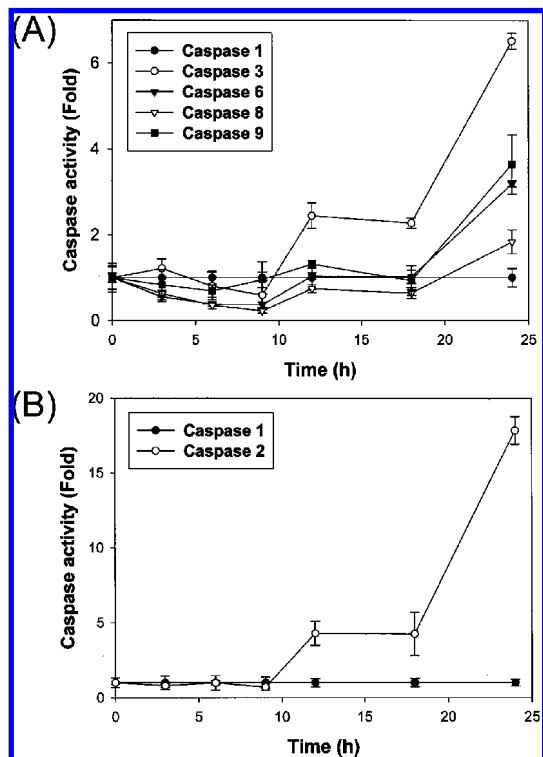 (A)
Caspase 1
Caspase 3
Caspase 6
Caspase 8
Caspase 9
Caspase activity (Fold)
6
4
2
0
0 5 10 15 20 25
Time (h)
(B)
Caspase 1
Caspase 2
Caspase activity (Fold)
20
15
10
5
0
0 5 10 15 20 25
Time (h)